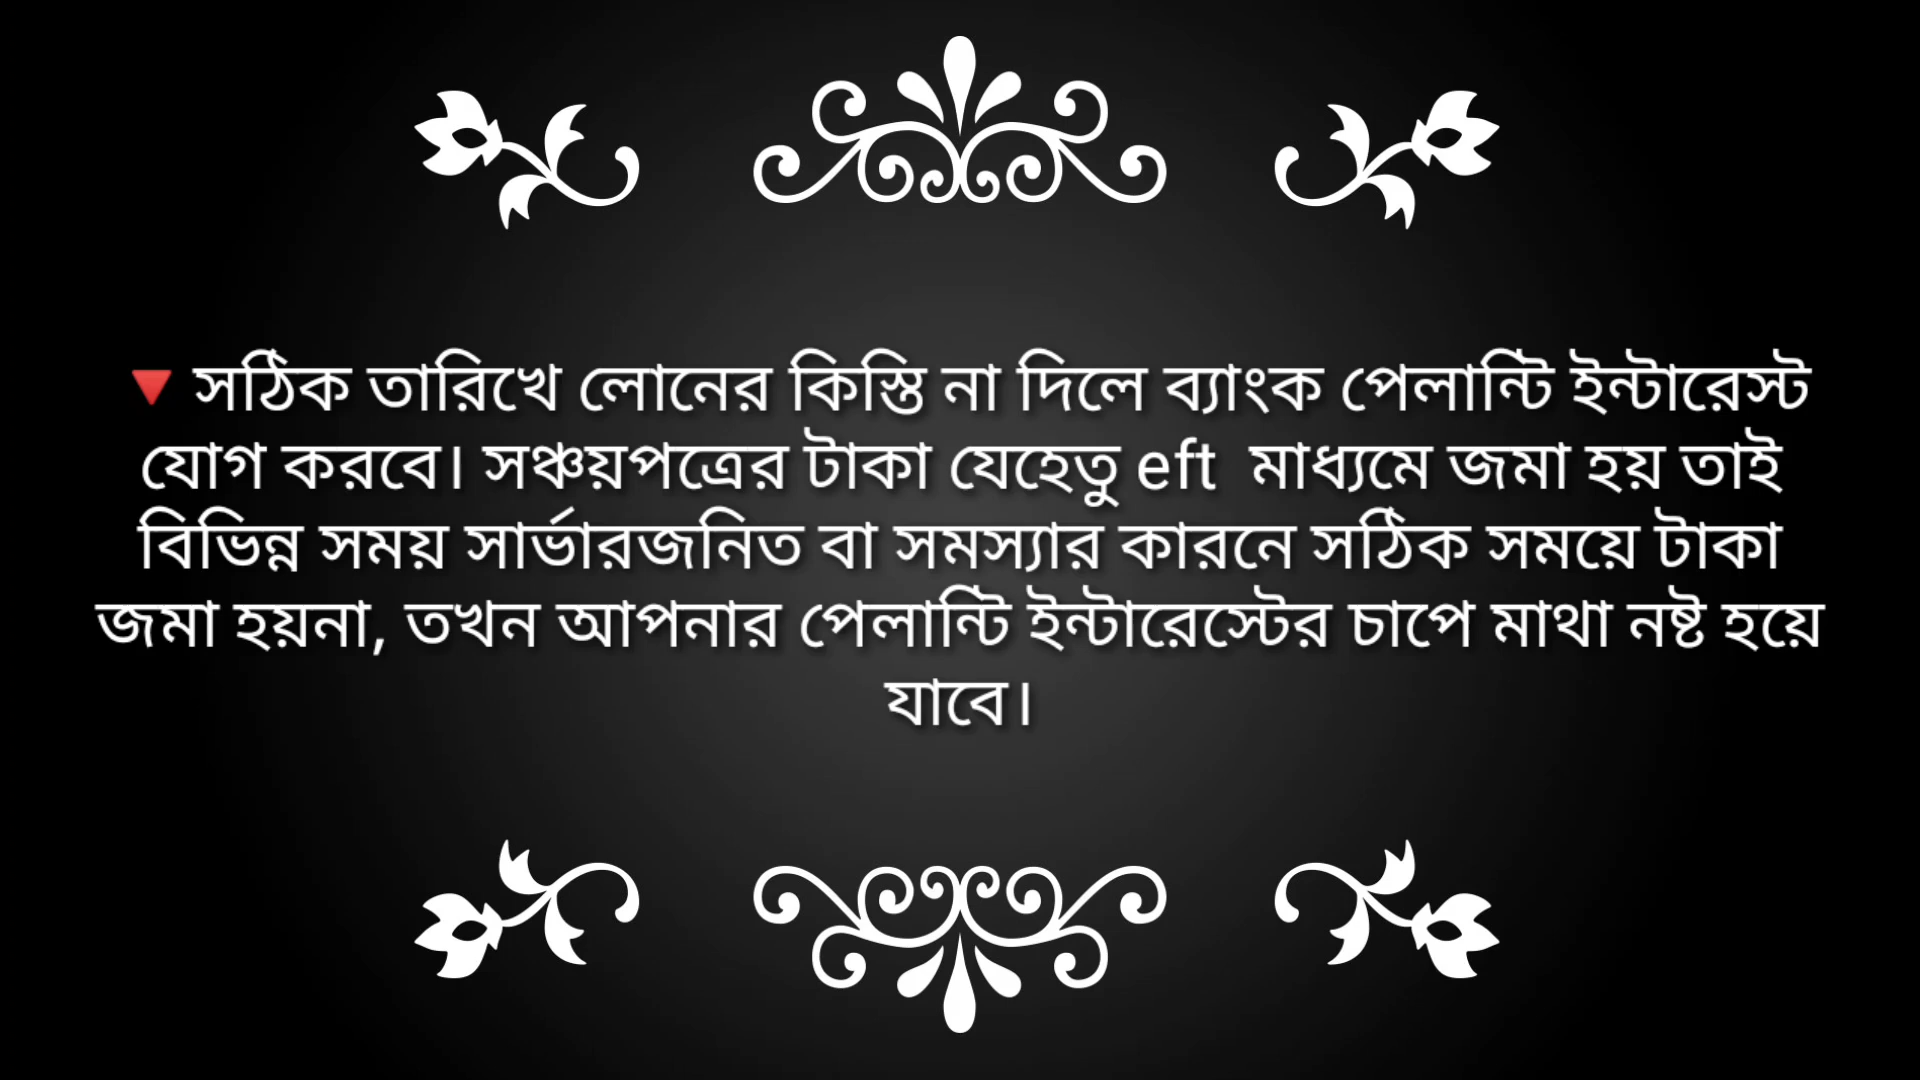 🔻সঠিক তারিখে লোনের কিস্তি না দিলে ব্যাংক পেলান্টি ইন্টারেস্ট
যোগ করবে। সঞ্চয়পত্রের টাকা যেহেতু eft মাধ্যমে জমা হয় তাই
বিভিন্ন সময় সার্ভারজনিত বা সমস্যার কারনে সঠিক সময়ে টাকা
জমা হয়না, তখন আপনার পেলান্টি ইন্টারেস্টের চাপে মাথা নষ্ট হয়ে
যাবে।